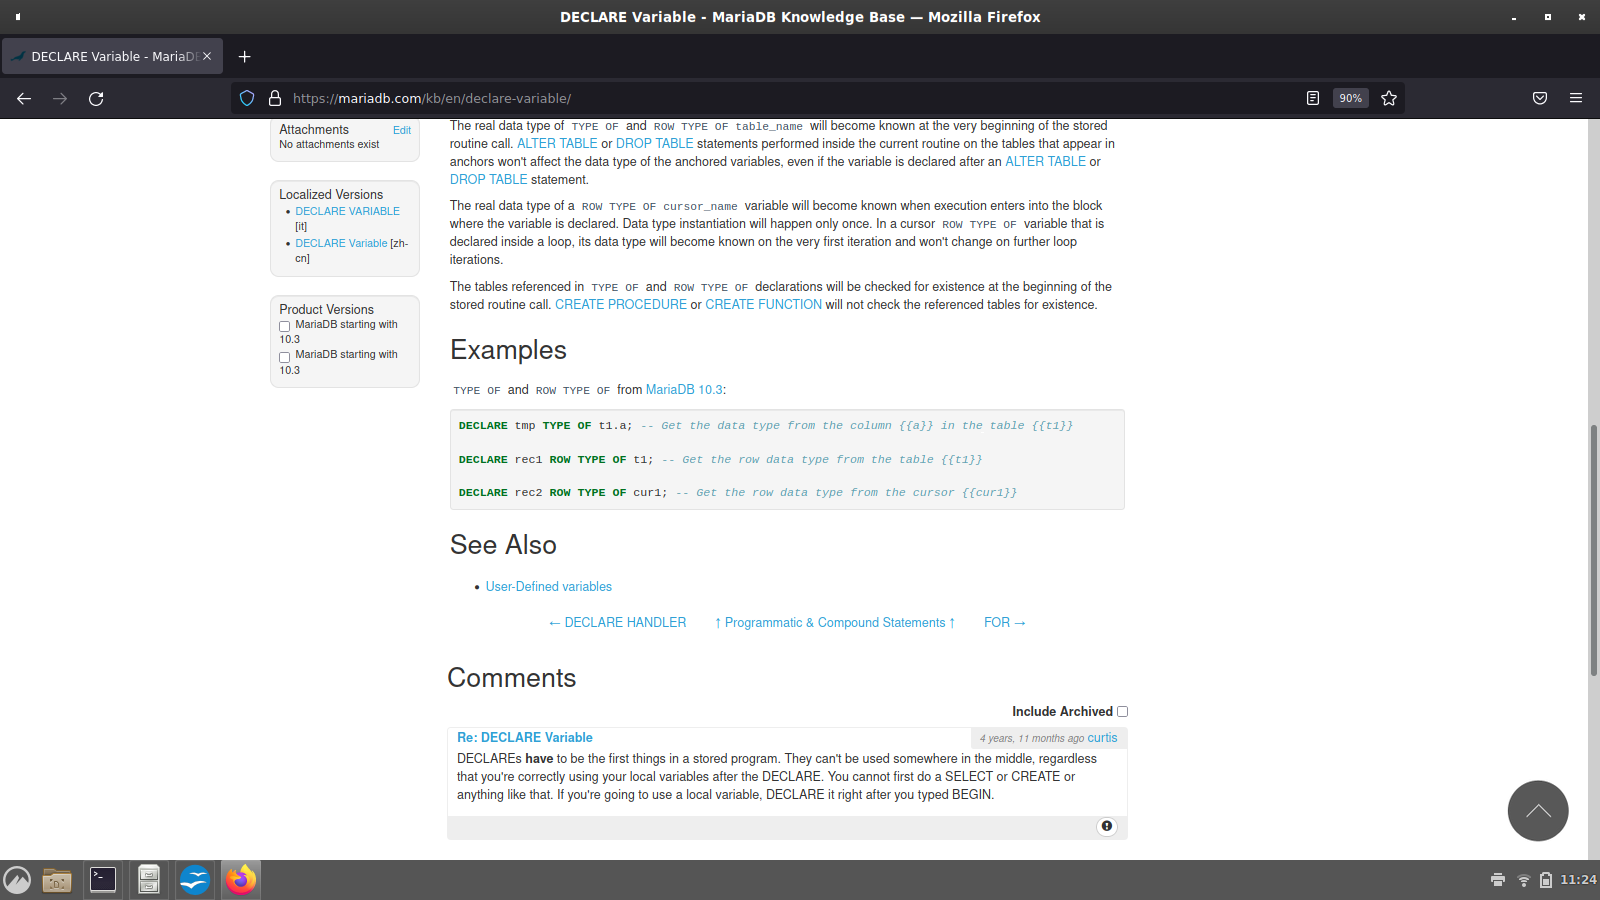 DECLARE Variable - MariaDB Knowledge Base — Mozilla Firefox
DECLARE Variable - MariaDB
https://mariadb.com/kb/en/declare-variable/
90%
Attachments
Edit
No attachments exist
Localized Versions
• DECLARE VARIABLE
[it]
• DECLARE Variable [zh-
cn]
Product Versions
MariaDB starting with
10.3
MariaDB starting with
10.3
The real data type of TYPE OF and ROW TYPE OF table_name will become known at the very beginning of the stored
routine call. ALTER TABLE or DROP TABLE statements performed inside the current routine on the tables that appear in
anchors won't affect the data type of the anchored variables, even if the variable is declared after an ALTER TABLE or
DROP TABLE statement.
The real data type of a ROW TYPE OF cursor_name variable will become known when execution enters into the block
where the variable is declared. Data type instantiation will happen only once. In a cursor ROW TYPE OF variable that is
declared inside a loop, its data type will become known on the very first iteration and won't change on further loop
iterations.
The tables referenced in TYPE OF and ROW TYPE OF declarations will be checked for existence at the beginning of the
stored routine call. CREATE PROCEDURE or CREATE FUNCTION will not check the referenced tables for existence.
Examples
TYPE OF and ROW TYPE OF from MariaDB 10.3:
DECLARE tmp TYPE OF t1.a; -- Get the data type from the column {{a}} in the table {{t1}}
DECLARE rec1 ROW TYPE OF t1; -- Get the row data type from the table {{t1}}
DECLARE rec2 ROW TYPE OF cur1; -- Get the row data type from the cursor {{cur1}}
See Also
• User-Defined variables
← DECLARE HANDLER ↑ Programmatic & Compound Statements ↑ FOR →
Comments
Include Archived
Re: DECLARE Variable
4 years, 11 months ago curtis
DECLAREs have to be the first things in a stored program. They can't be used somewhere in the middle, regardless
that you're correctly using your local variables after the DECLARE. You cannot first do a SELECT or CREATE or
anything like that. If you're going to use a local variable, DECLARE it right after you typed BEGIN.
11:24